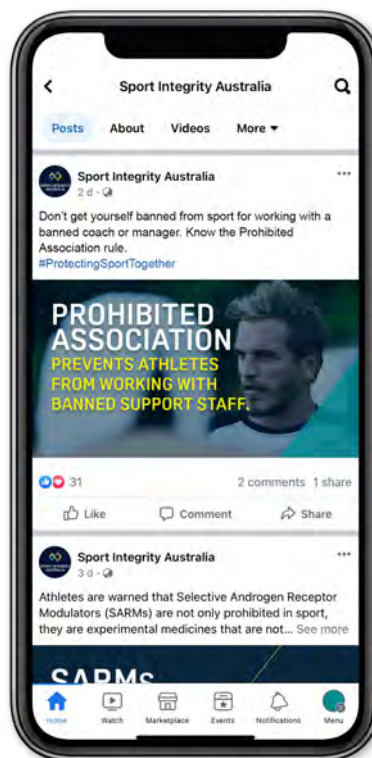 Sport Integrity Australia
Posts About Videos More
Sport Integrity Australia
2 d
Don't get yourself banned from sport for working with a
banned coach or manager. Know the Prohibited
Association rule.
#ProtectingSportTogether
PROHIBITED
ASSOCIATION
PREVENTS ATHLETES
FROM WORKING WITH
BANNED SUPPORT STAFF.
31 2 comments 1 share
Like Comment Share
Sport Integrity Australia
3 d
Athletes are warned that Selective Androgen Receptor
Modulators (SARMs) are not only prohibited in sport,
they are experimental medicines that are not... See more
SARMs
Home Watch Marketplace Events Notifications Menu